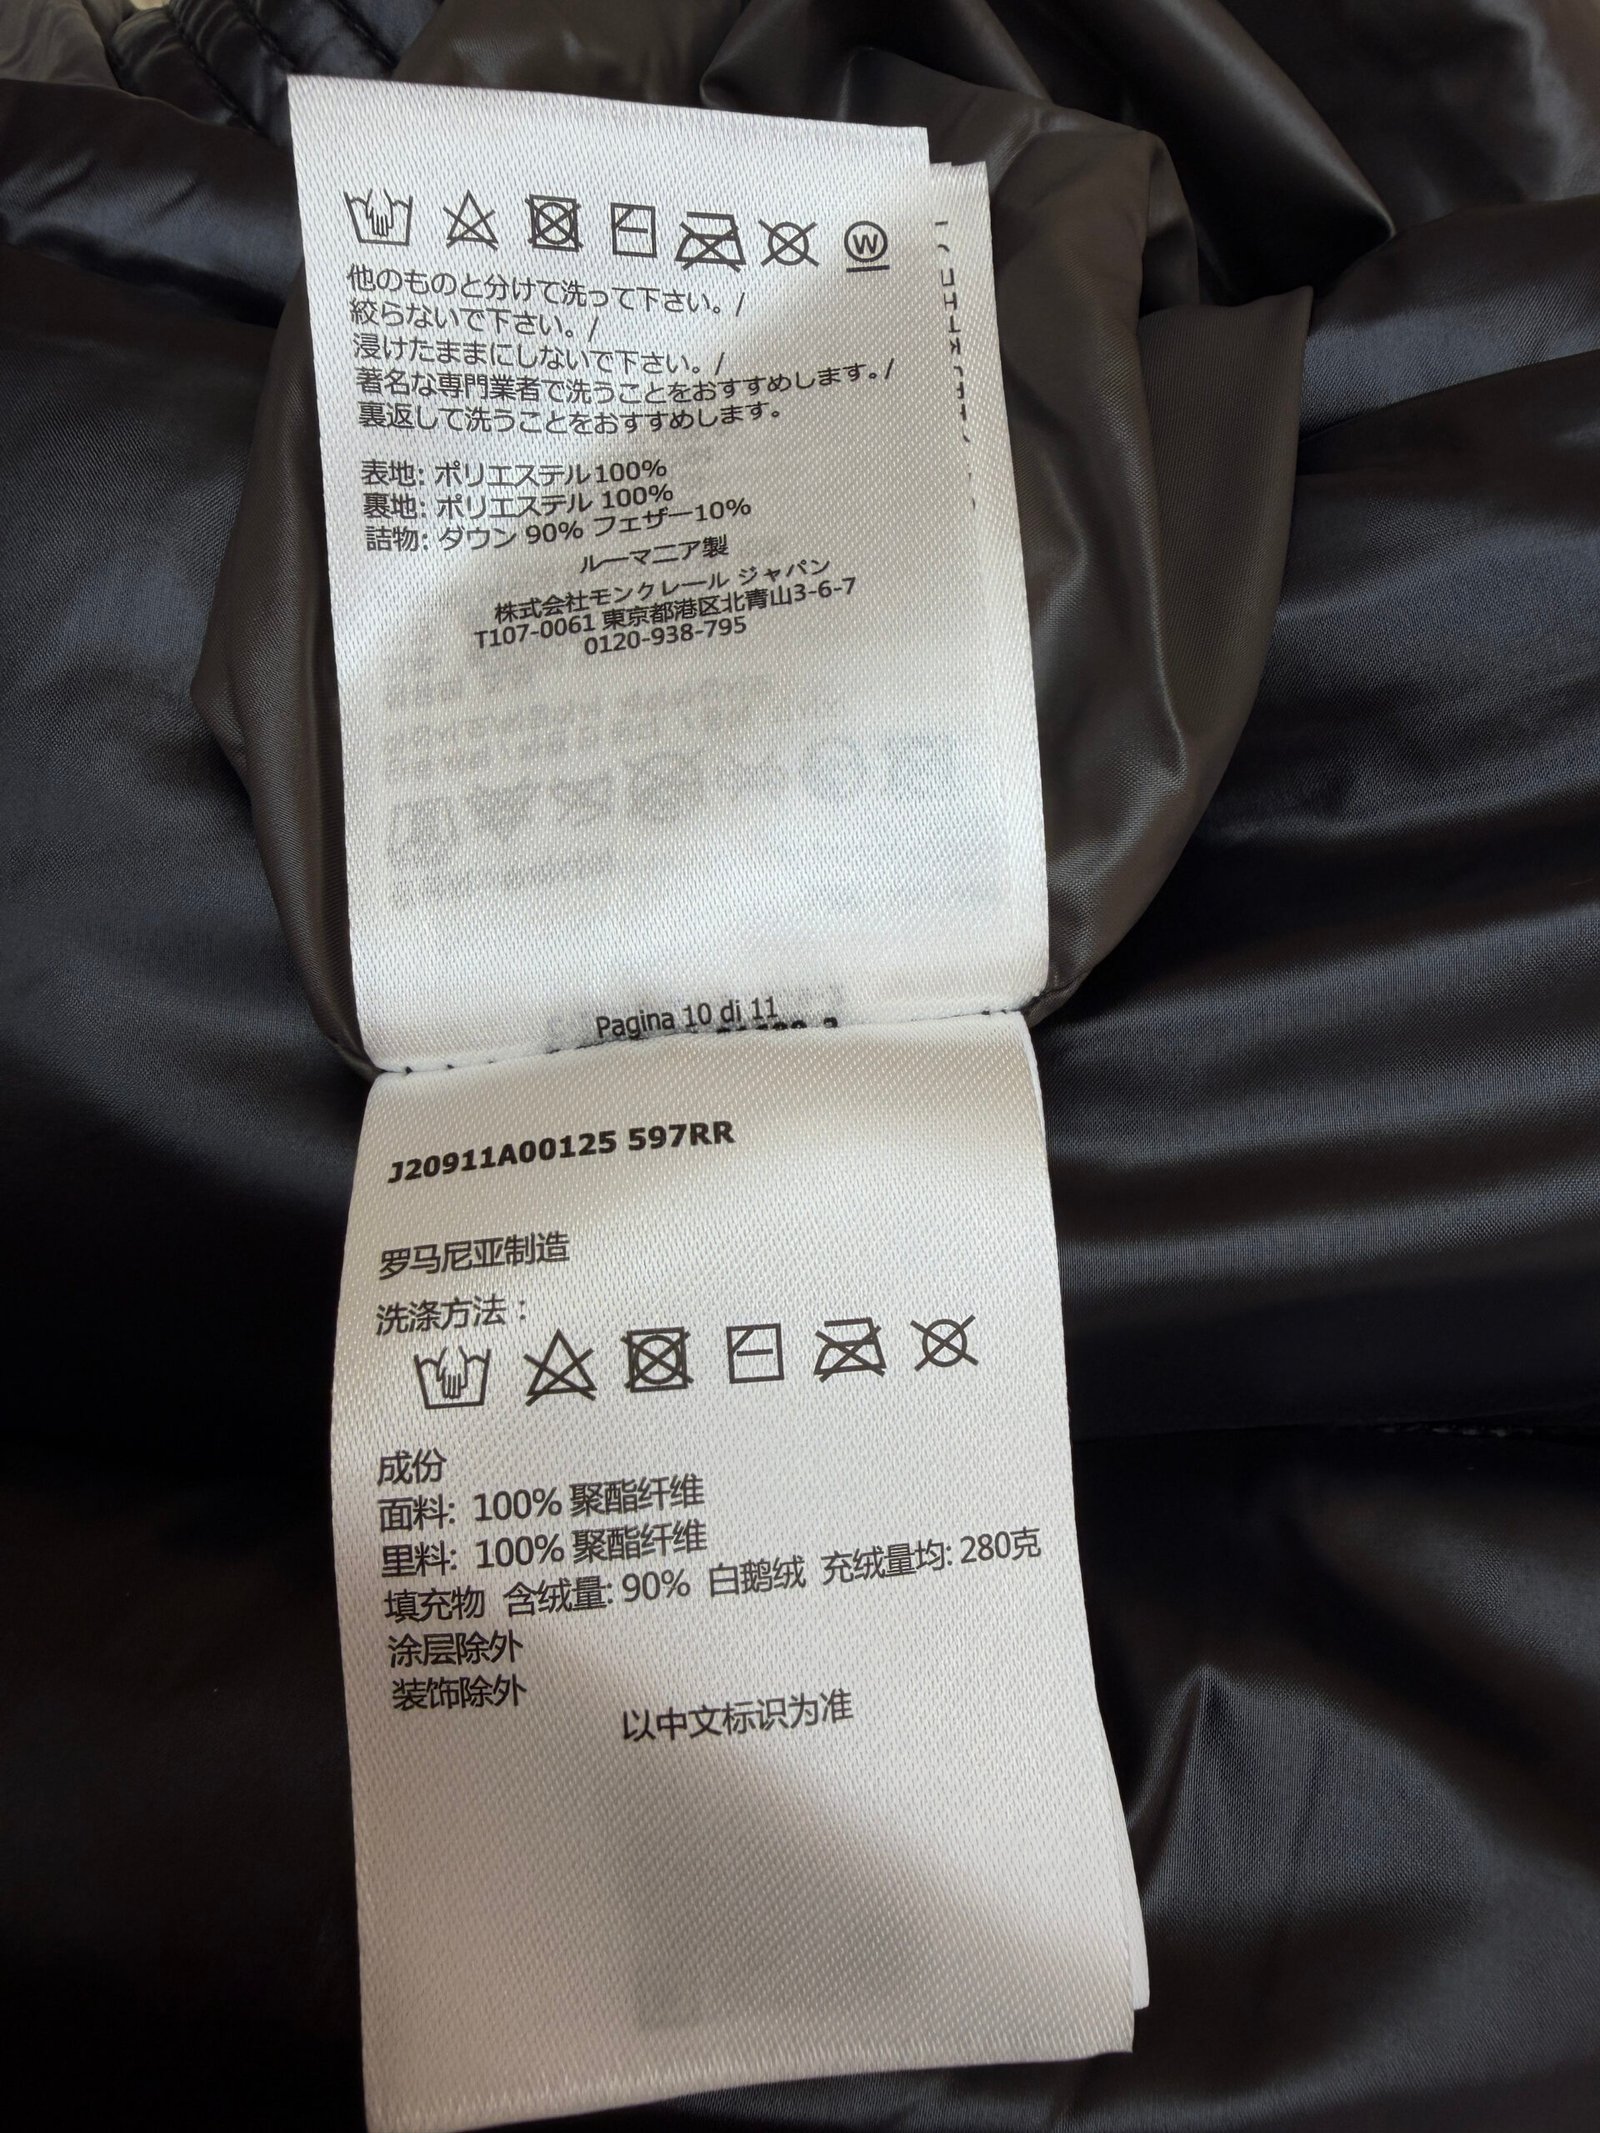 W
他のものと分けて洗って下さい。/
絞らないで下さい。/
浸けたままにしないで下さい。/
著名な専門業者で洗うことをおすすめします。/
裏返して洗うことをおすすめします。
表地: ポリエステル100%
裏地: ポリエステル 100%
詰物: ダウン 90% フェザー10%
ルーマニア製
株式会社モンクレール ジャパン
T107-0061 東京都港区北青山3-6-7
0120-938-795
Pagina 10 di 11
J20911A00125 597RR
罗马尼亚制造
洗涤方法：
成份
面料: 100% 聚酯纤维
里料: 100% 聚酯纤维
填充物 含绒量: 90% 白鹅绒 充绒量均: 280克
涂层除外
装饰除外
以中文标识为准